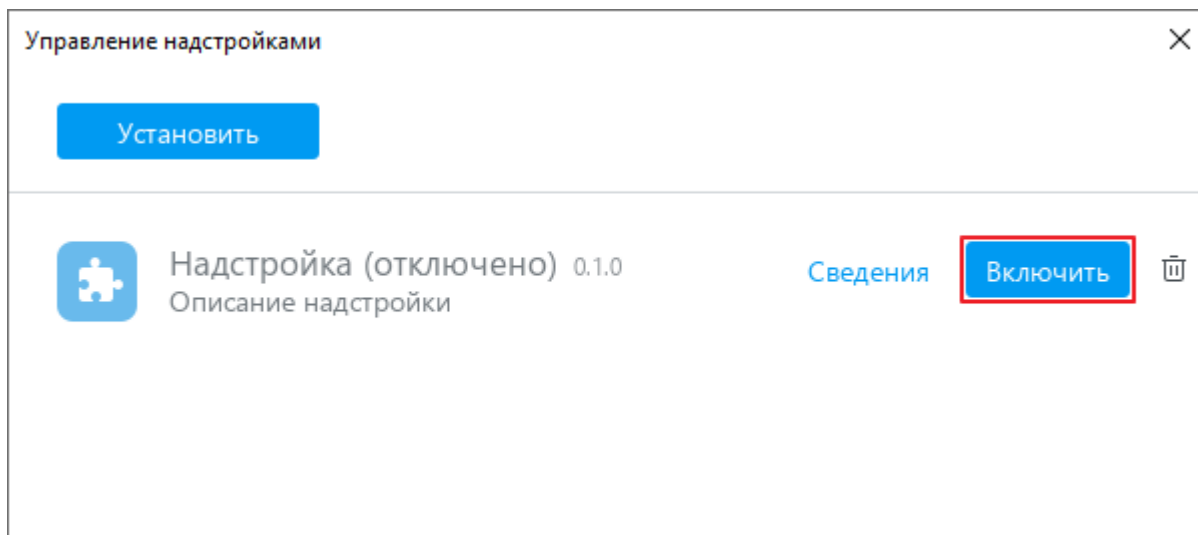 Управление надстройками
Установить
Надстройка (отключено) 0.1.0 Сведения Включить
Описание надстройки